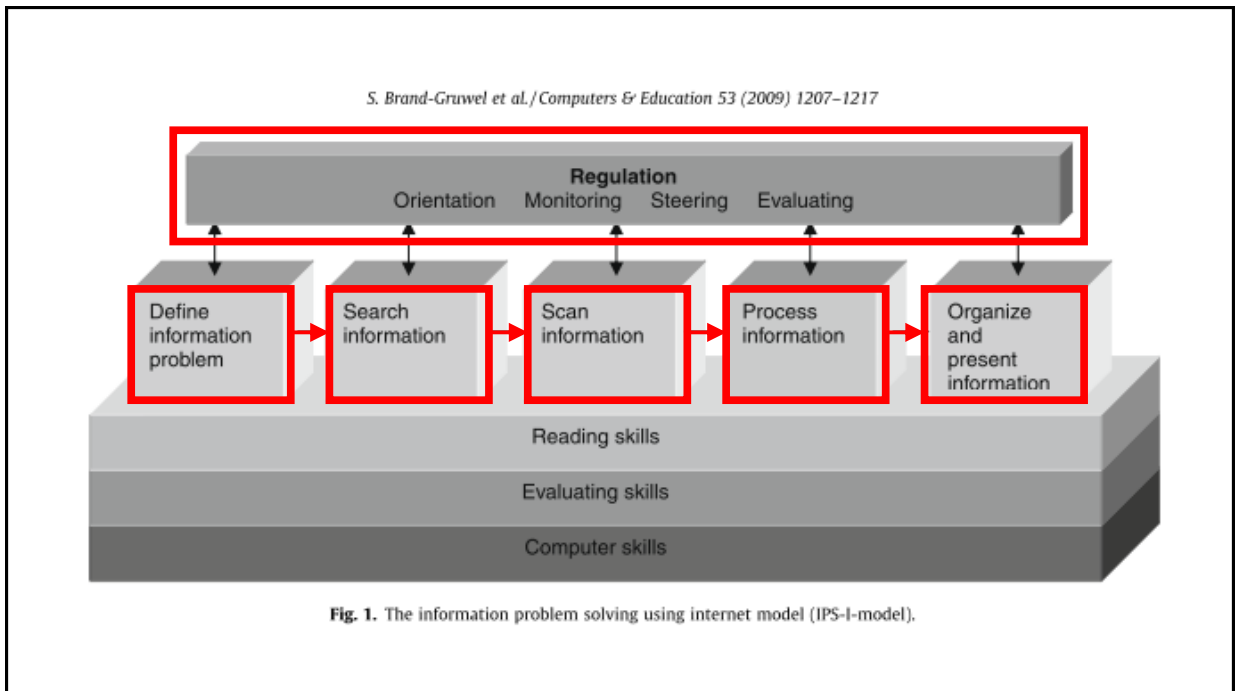 S. Brand-Gruwel et al. / Computers & Education 53 (2009) 1207–1217
Regulation
Orientation Monitoring Steering Evaluating
Define
information
problem
Search
information
Scan
information
Process
information
Organize
and
present
information
Reading skills
Evaluating skills
Computer skills
Fig. 1. The information problem solving using internet model (IPS-I-model).